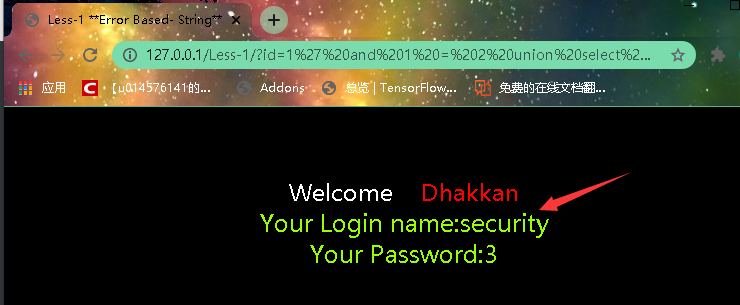 Less-1 **Error Based- String**
127.0.0.1/Less-1/?id=1%27%20and%201%20=%202%20union%20select%2...
应用
[u014576141的...
Addons
总览 | TensorFlow...
免费的在线文档翻...
Welcome Dhakkan
Your Login name:security
Your Password:3